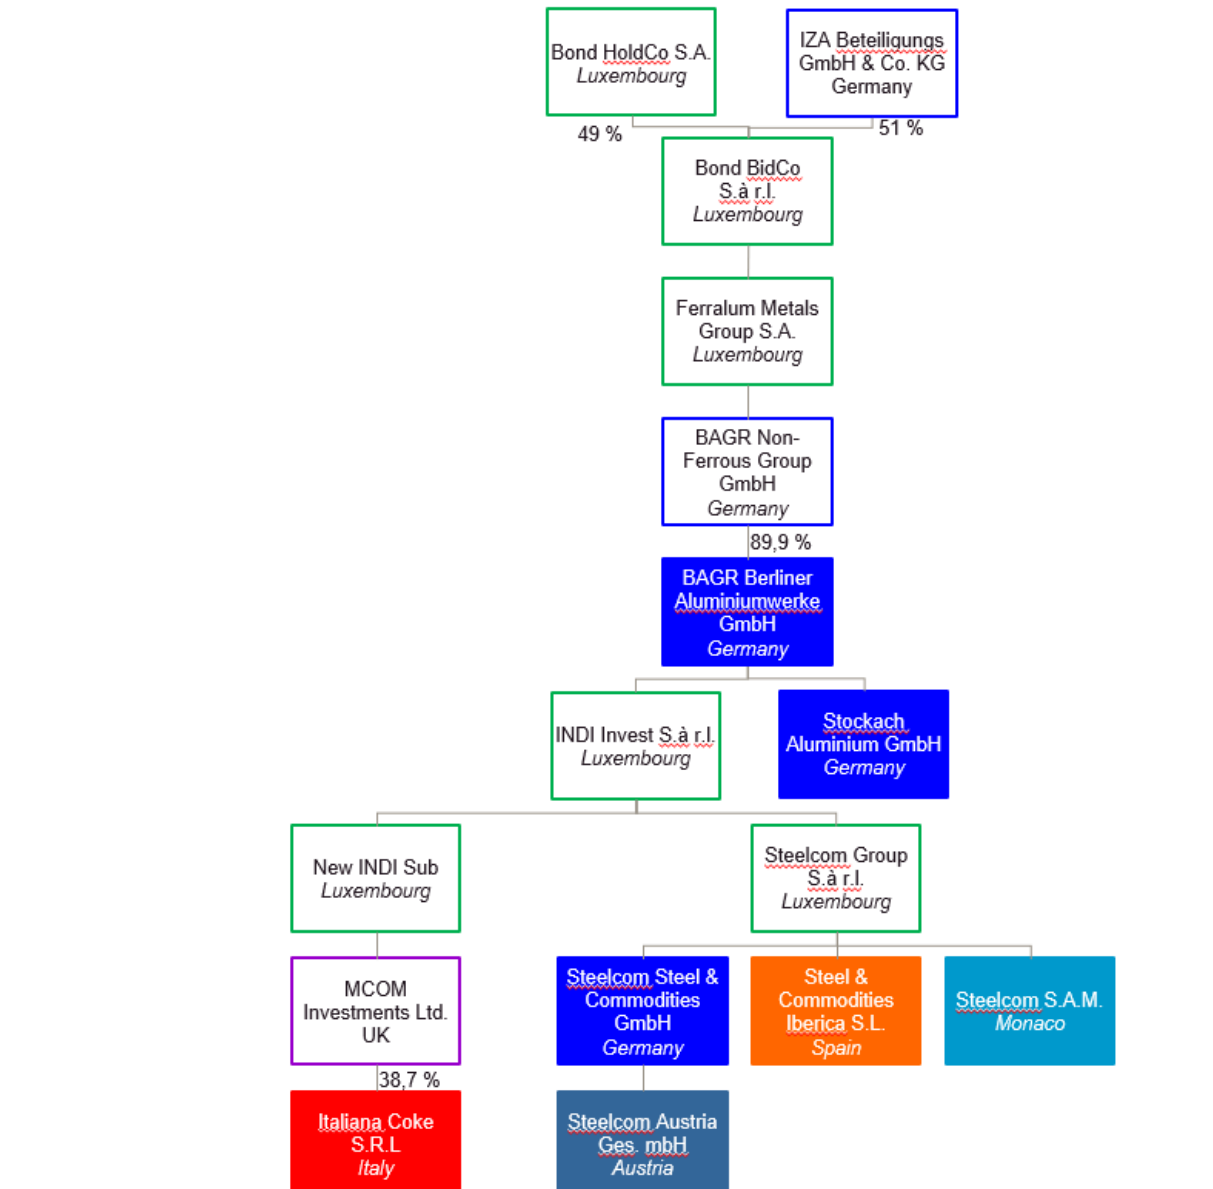 Bond HoldCo S.A.
Luxembourg
IZA Beteiligungs
GmbH & Co. KG
Germany
49 %
51 %
Bond BidCo
S.à r.l.
Luxembourg
Ferralum Metals
Group S.A.
Luxembourg
BAGR Non-
Ferrous Group
GmbH
Germany
89,9 %
BAGR Berliner
Aluminiumwerke
GmbH
Germany
INDI Invest S.à r.l.
Luxembourg
Stockach
Aluminium GmbH
Germany
New INDI Sub
Luxembourg
Steelcom Group
S.à r.l.
Luxembourg
MCOM
Investments Ltd.
UK
Steelcom Steel &
Commodities
GmbH
Germany
Steel &
Commodities
Iberica S.L.
Spain
Steelcom S.A.M.
Monaco
38,7 %
Italiana Coke
S.R.L
Italy
Steelcom Austria
Ges. mbH
Austria